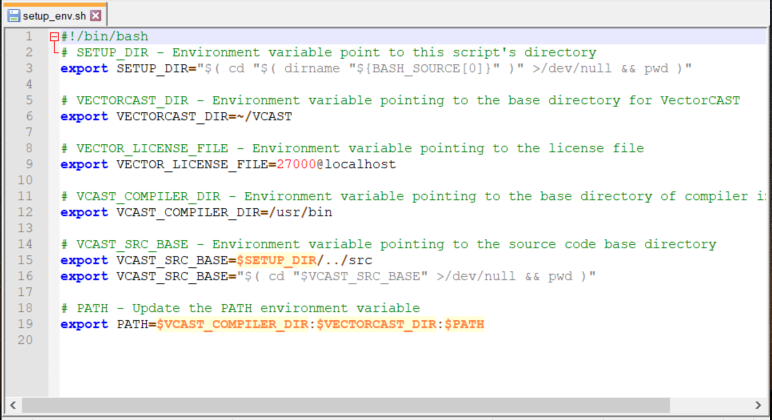 setup_env.sh
1 #!/bin/bash
2 # SETUP_DIR - Environment variable point to this script's directory
3 export SETUP_DIR="$( cd "$( dirname "${BASH_SOURCE[0]}" )" >/dev/null && pwd )"
4
5 # VECTORCAST_DIR - Environment variable pointing to the base directory for VectorCAST
6 export VECTORCAST_DIR=~/VCAST
7
8 # VECTOR_LICENSE_FILE - Environment variable pointing to the license file
9 export VECTOR_LICENSE_FILE=27000@localhost
10
11 # VCAST_COMPILER_DIR - Environment variable pointing to the base directory of compiler in
12 export VCAST_COMPILER_DIR=/usr/bin
13
14 # VCAST_SRC_BASE - Environment variable pointing to the source code base directory
15 export VCAST_SRC_BASE=$SETUP_DIR/../src
16 export VCAST_SRC_BASE="$( cd "$VCAST_SRC_BASE" >/dev/null && pwd )"
17
18 # PATH - Update the PATH environment variable
19 export PATH=$VCAST_COMPILER_DIR:$VECTORCAST_DIR:$PATH
20